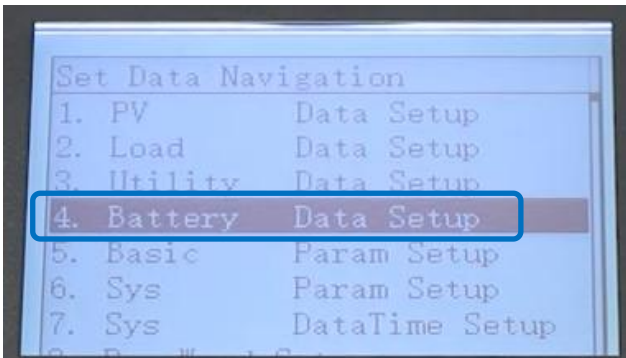 Set Data Navigation
1. PV Data Setup
2. Load Data Setup
3. Utility Data Setup
4. Battery Data Setup
5. Basic Param Setup
6. Sys Param Setup
7. Sys DataTime Setup